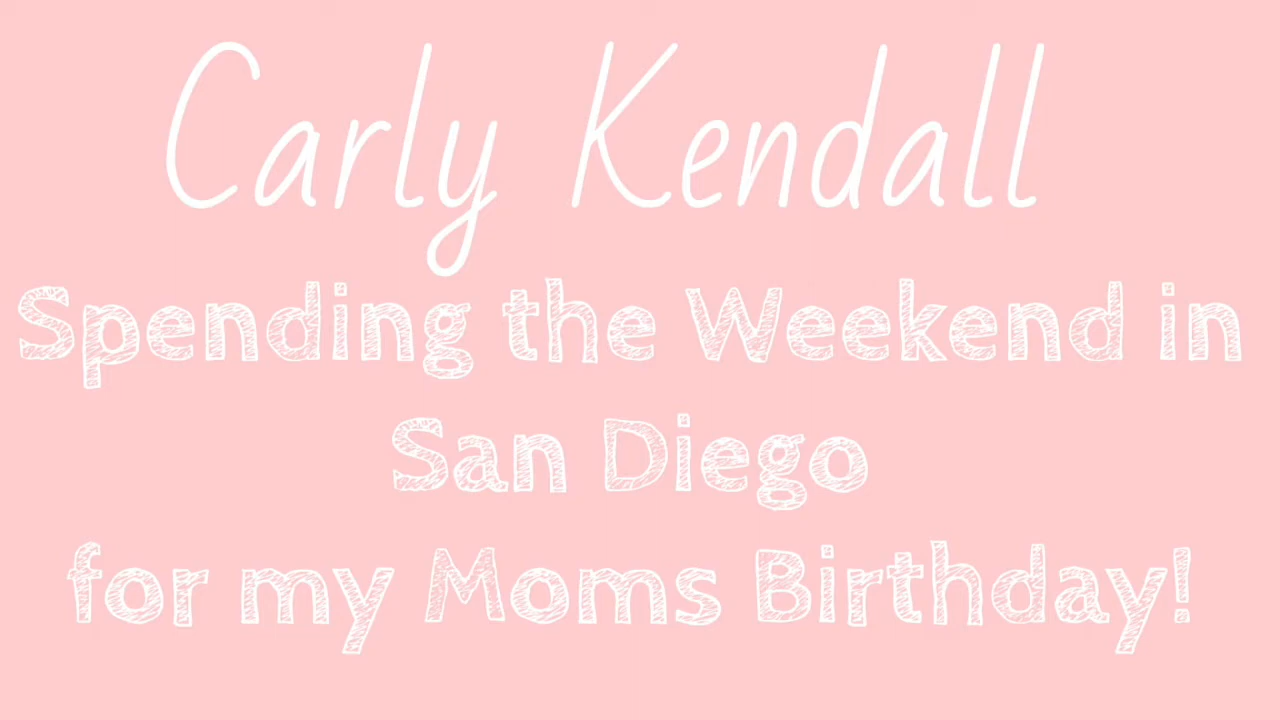 Carly Kendall
Spending the Weekend in
San Diego
for my Moms Birthday!